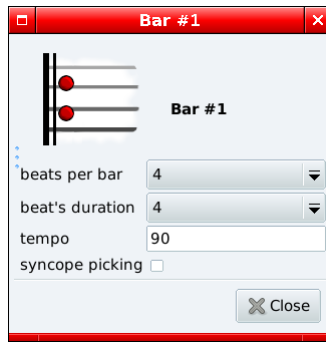 Bar #1
Bar #1
beats per bar 4
beat's duration 4
tempo 90
syncope picking
Close